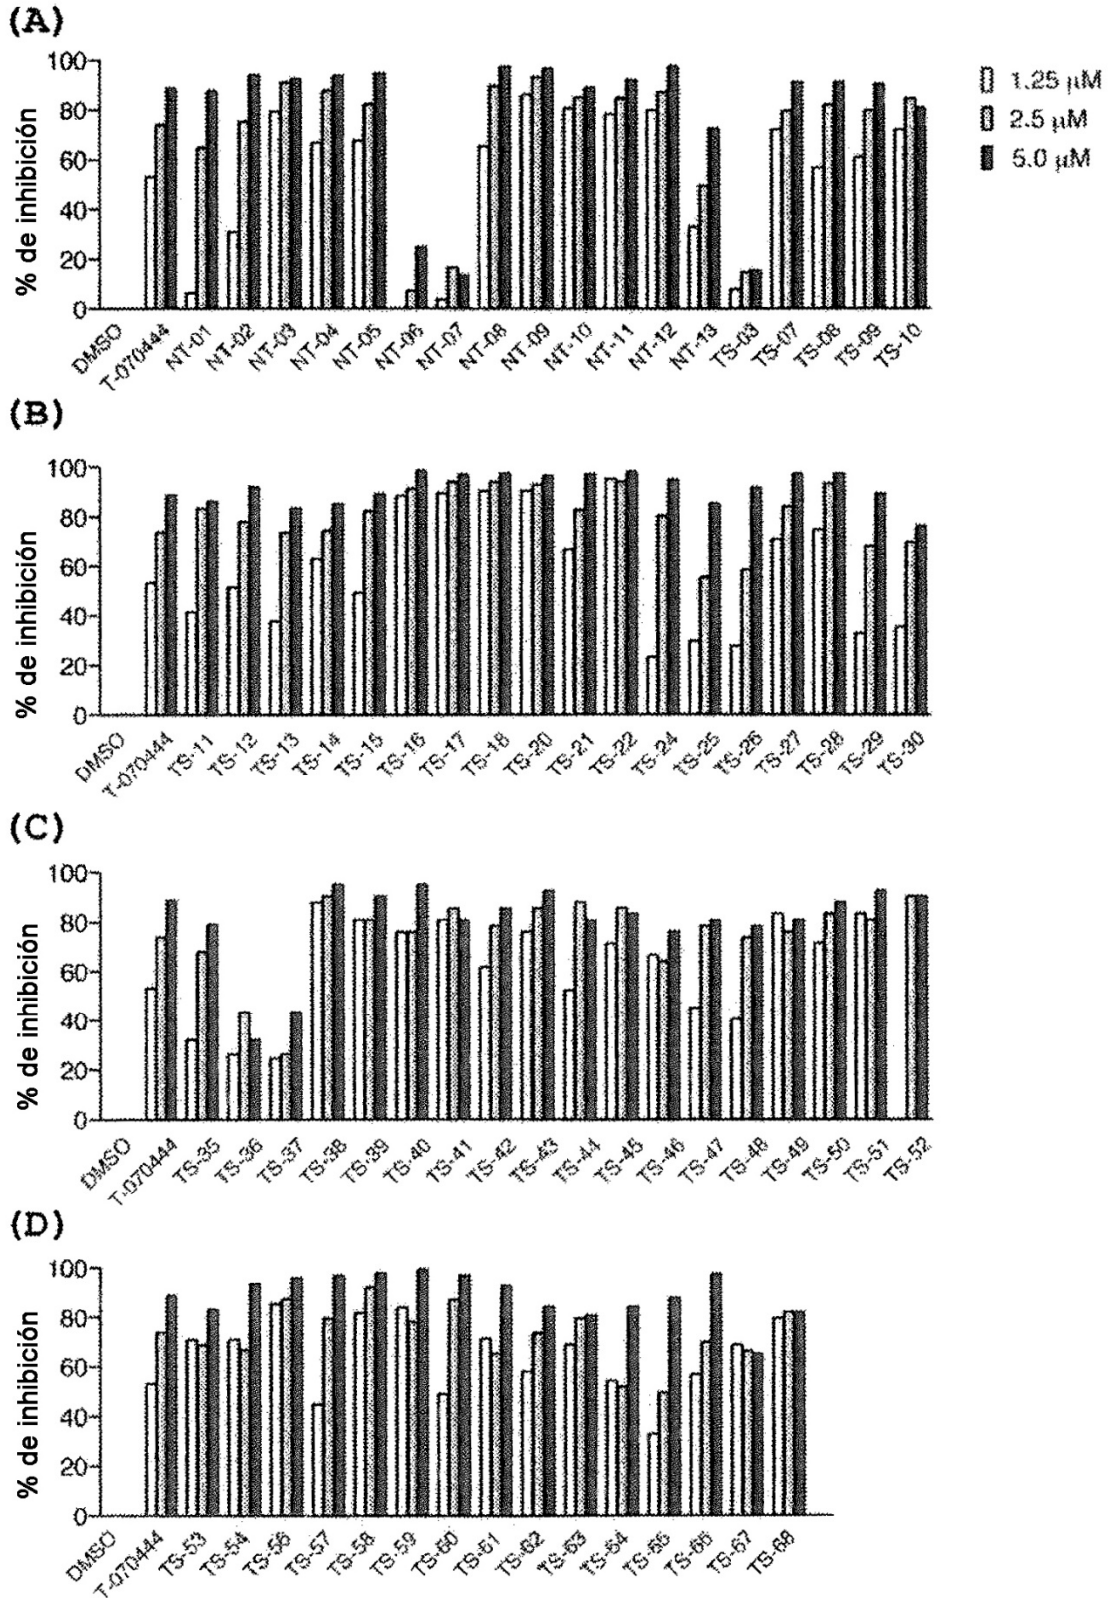 (A)
% de inhibición
100
80
60
40
20
0
DMSO T-070444 NT-01 NT-02 NT-03 NT-04 NT-05 NT-06 NT-07 NT-08 NT-09 NT-10 NT-11 NT-12 NT-13 TS-03 TS-07 TS-08 TS-09 TS-10
1.25 µM
2.5 µM
5.0 µM
(B)
% de inhibición
100
80
60
40
20
0
DMSO T-070444 TS-11 TS-12 TS-13 TS-14 TS-15 TS-16 TS-17 TS-18 TS-20 TS-21 TS-22 TS-24 TS-25 TS-26 TS-27 TS-28 TS-29 TS-30
(C)
% de inhibición
100
80
60
40
20
0
DMSO T-070444 TS-35 TS-36 TS-37 TS-38 TS-39 TS-40 TS-41 TS-42 TS-43 TS-44 TS-45 TS-46 TS-47 TS-48 TS-49 TS-50 TS-51 TS-52
(D)
% de inhibición
100
80
60
40
20
0
DMSO T-070444 TS-53 TS-54 TS-56 TS-57 TS-58 TS-59 TS-60 TS-61 TS-62 TS-63 TS-64 TS-65 TS-66 TS-67 TS-68